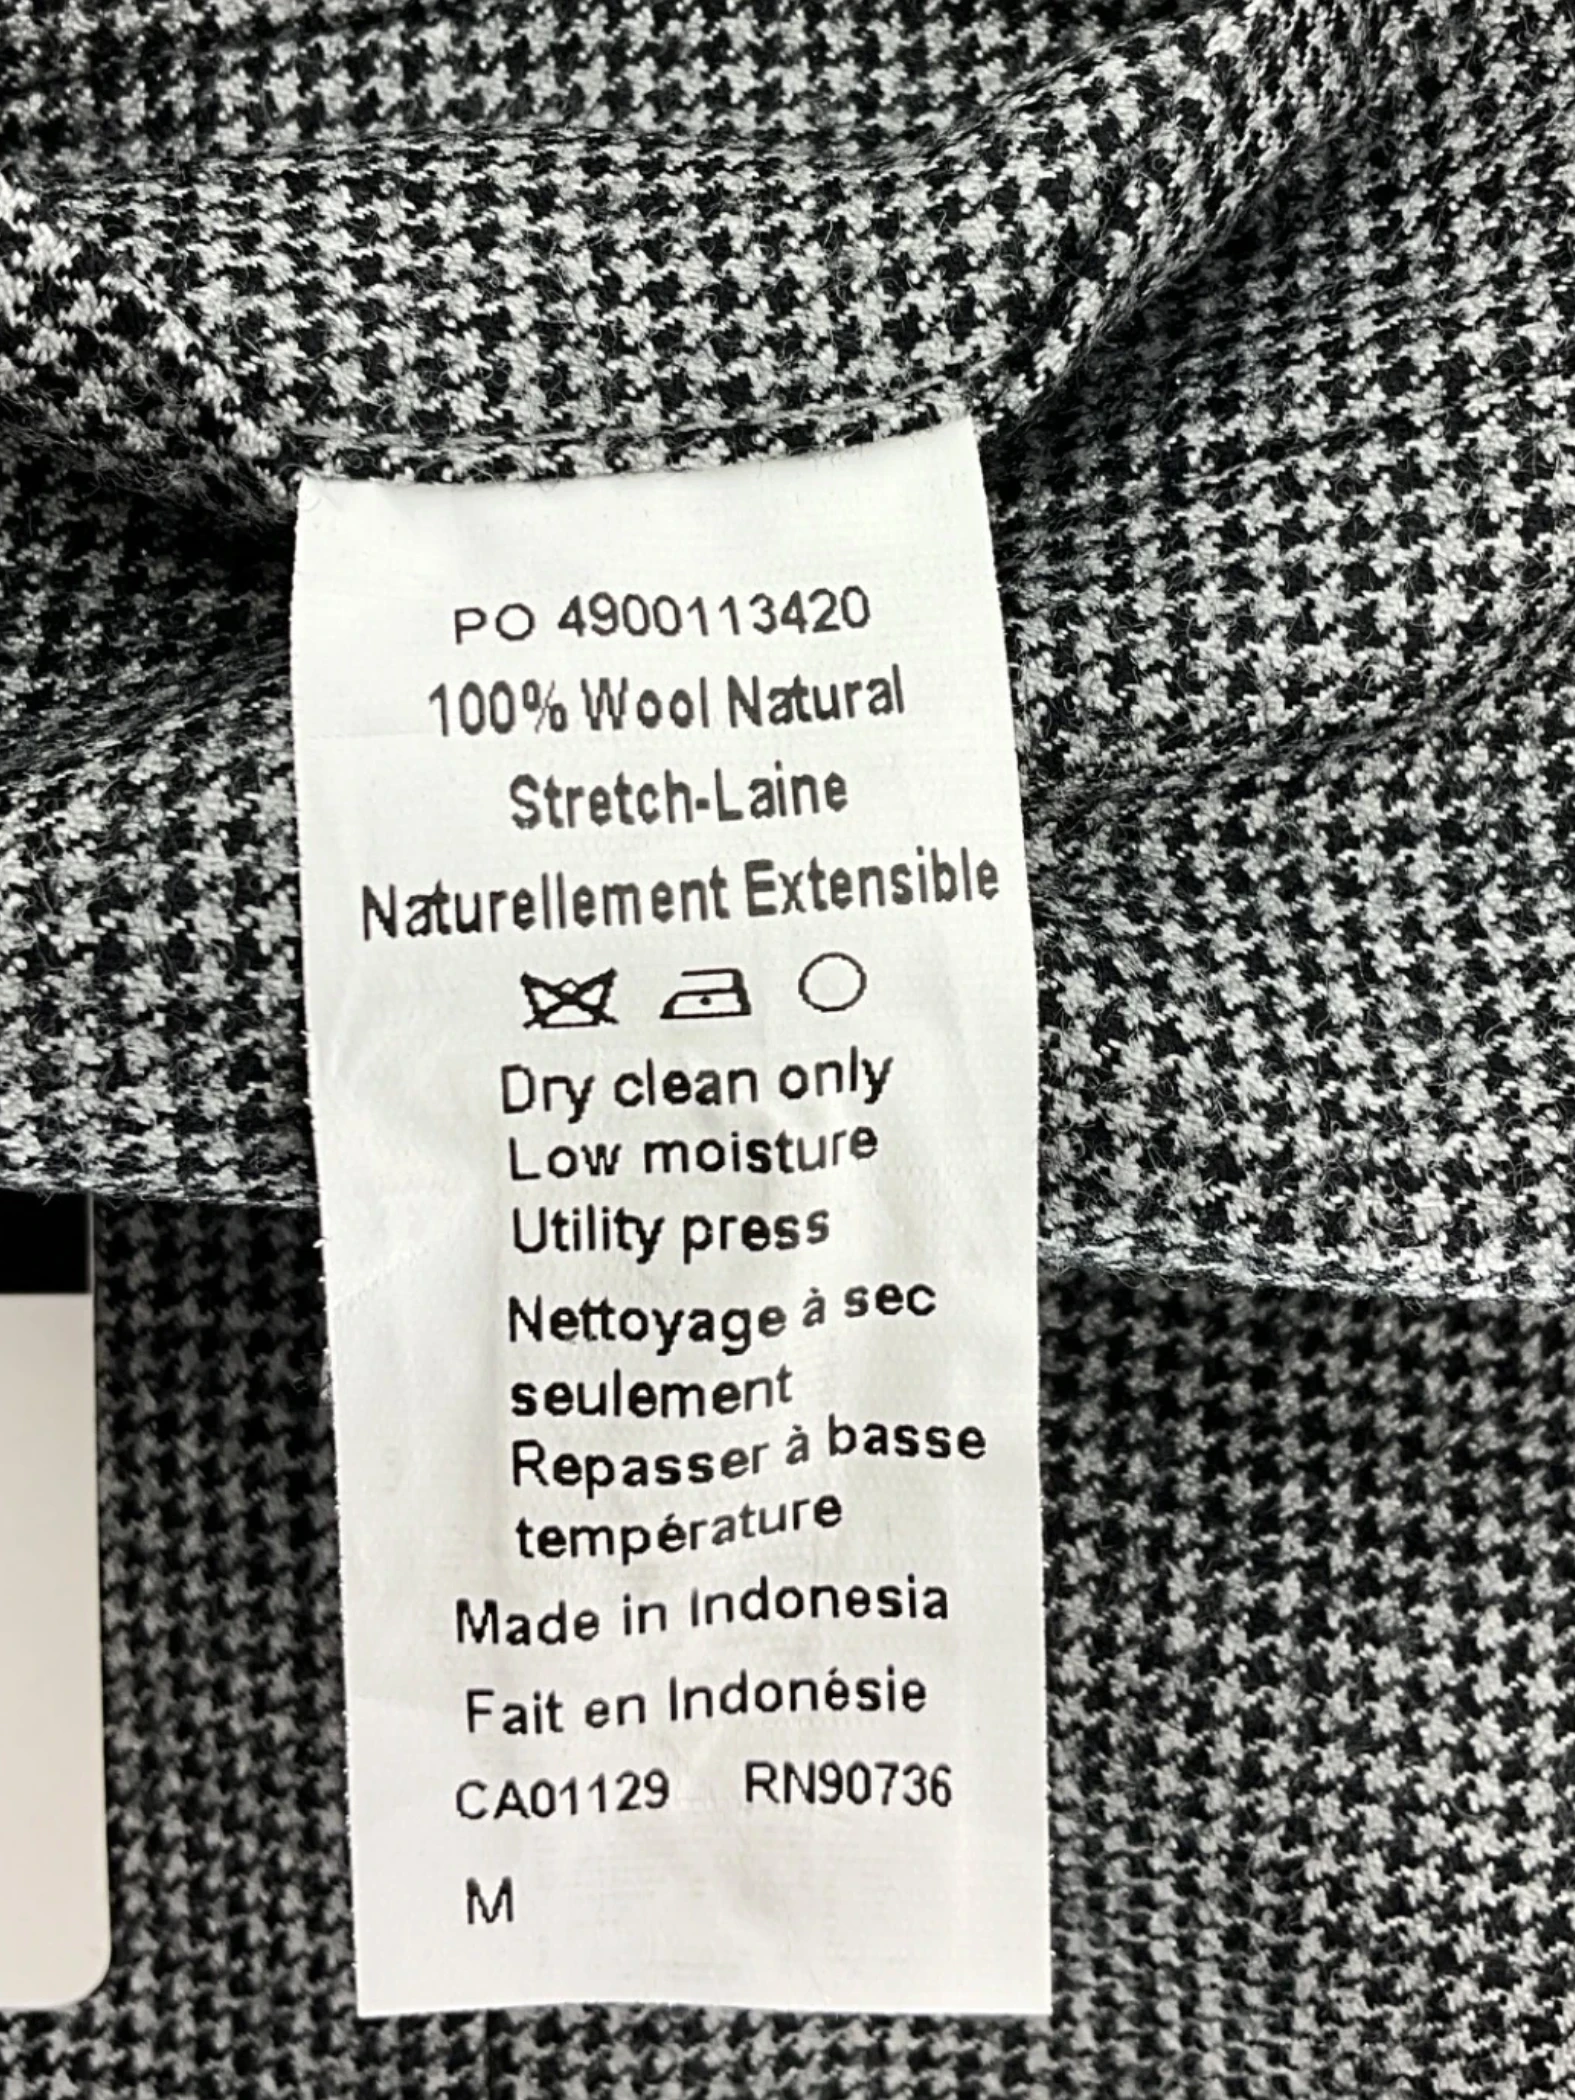 PO 4900113420
100% Wool Natural
Stretch-Laine
Naturellement Extensible
Dry clean only
Low moisture
Utility press
Nettoyage à sec
seulement
Repasser à basse
température
Made in Indonesia
Fait en Indonésie
CA01129 RN90736
M